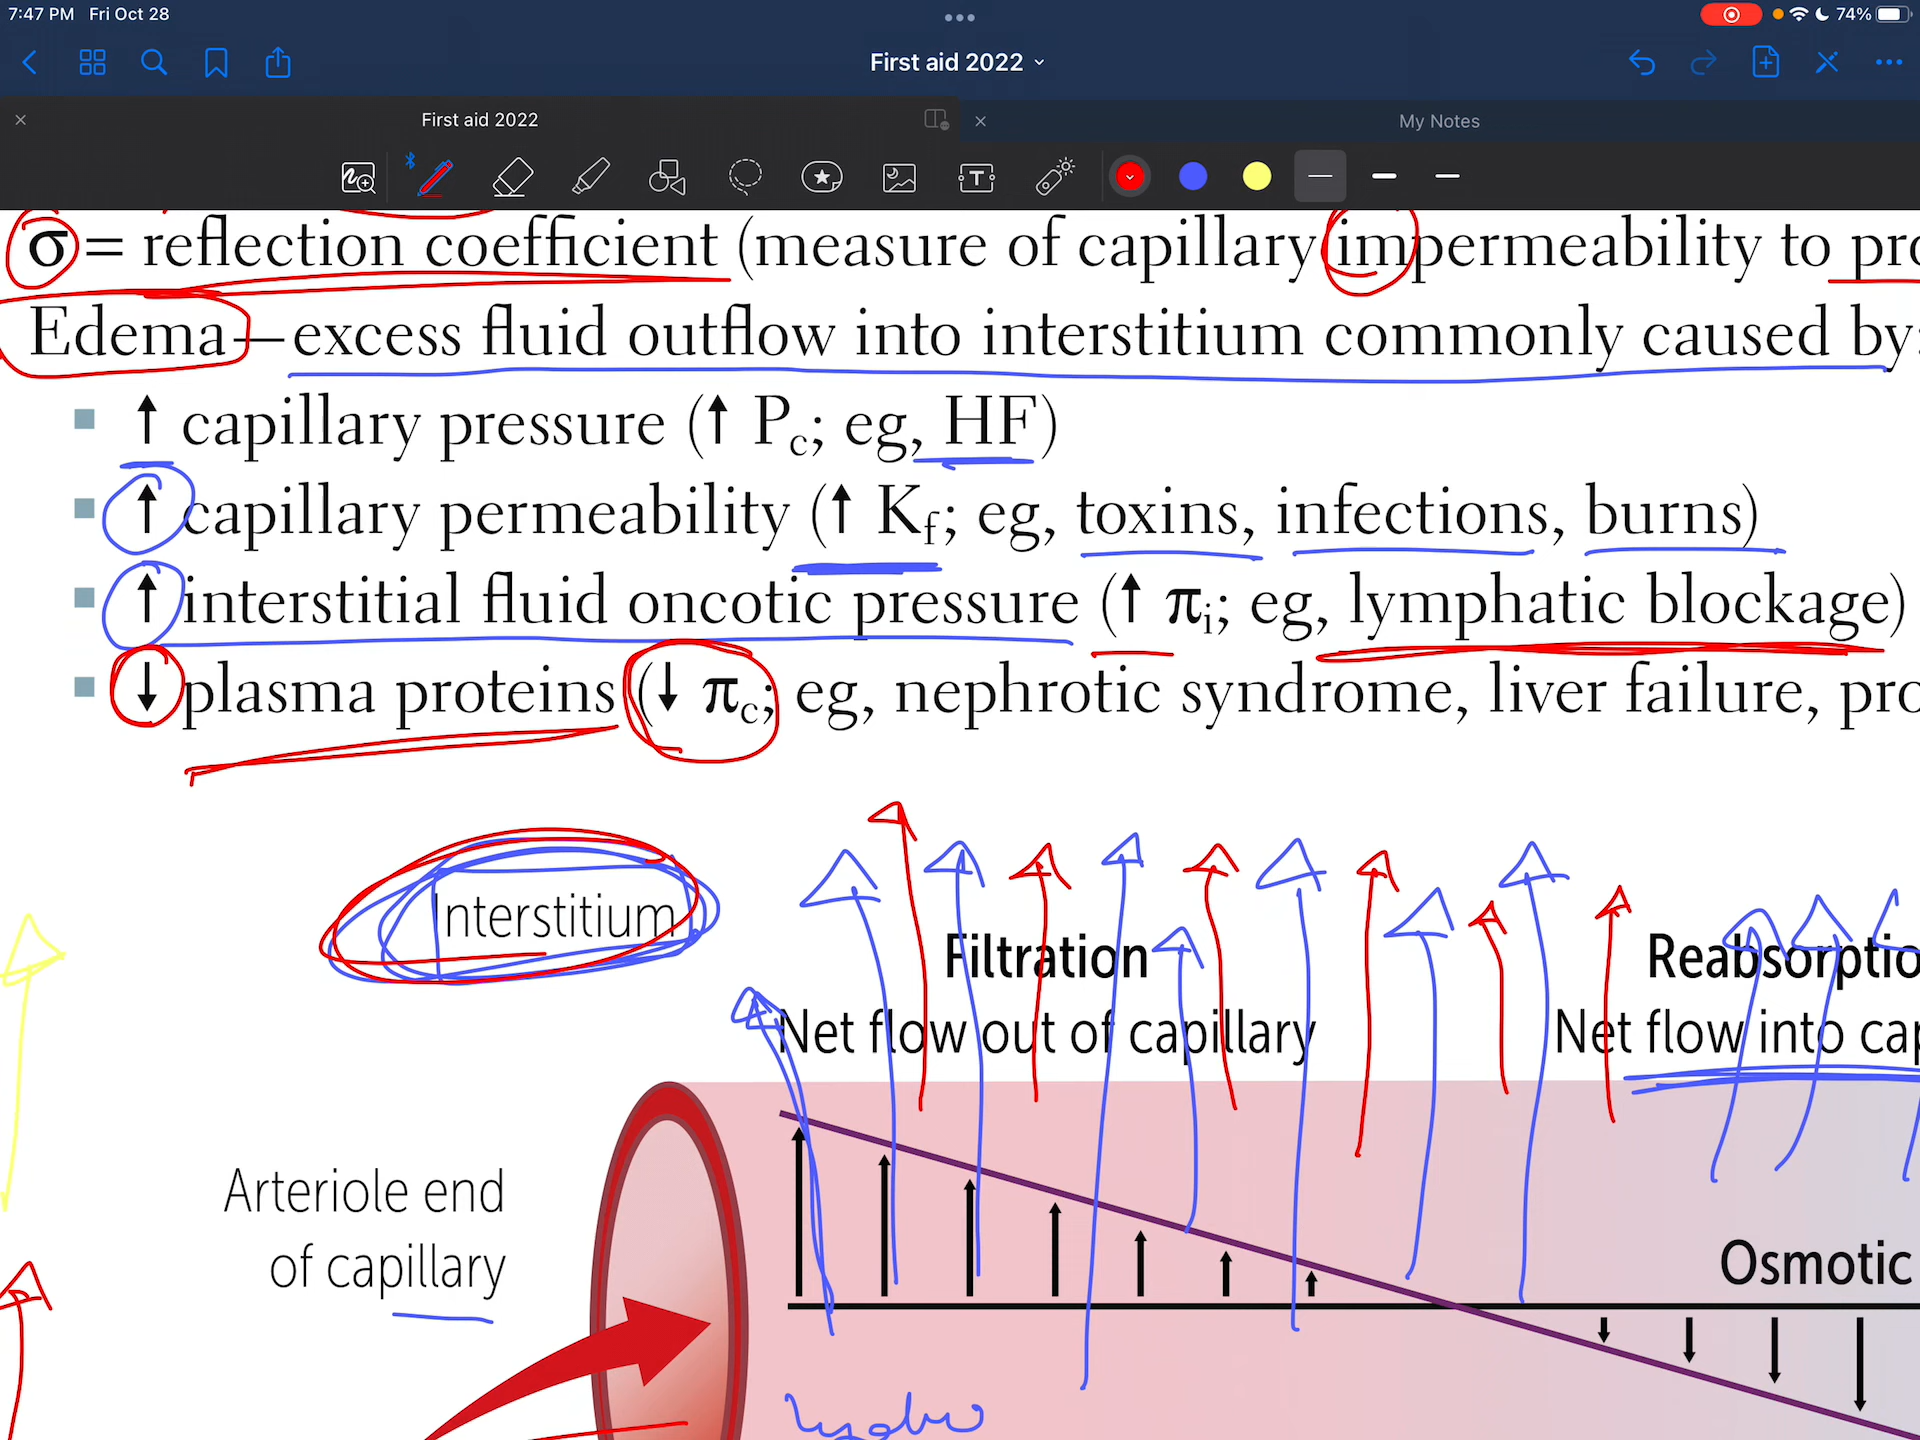 7:47 PM Fri Oct 28
74%
First aid 2022
First aid 2022
My Notes
σ = reflection coefficient (measure of capillary impermeability to pro
Edema—excess fluid outflow into interstitium commonly caused by:
↑ capillary pressure (↑ Pc; eg, HF)
↑ capillary permeability (↑ Kf; eg, toxins, infections, burns)
↑ interstitial fluid oncotic pressure (↑ πi; eg, lymphatic blockage)
↓ plasma proteins (↓ πc; eg, nephrotic syndrome, liver failure, pro
Interstitium
Filtration
Net flow out of capillary
Reabsorptio
Net flow into cap
Arteriole end
of capillary
Osmotic
hydro